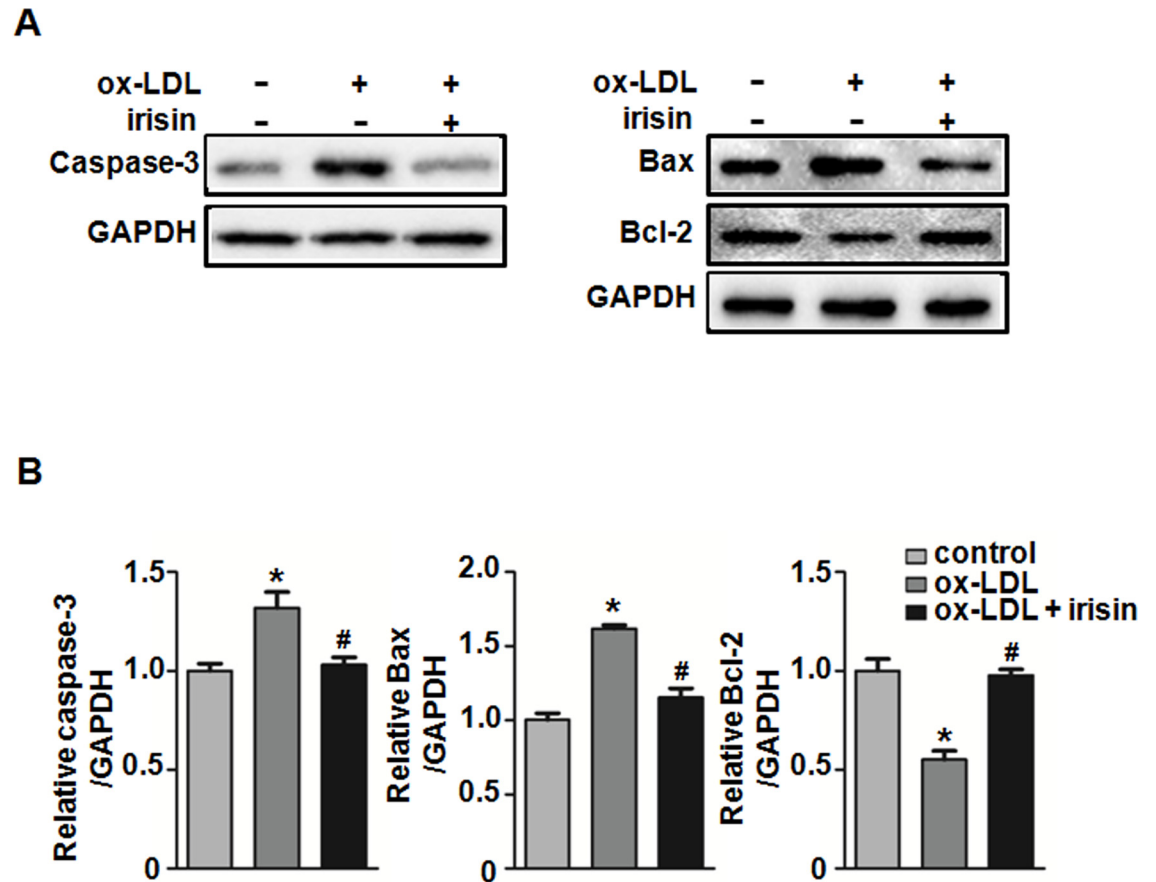 A
ox-LDL - + +
irisin - - +
Caspase-3
GAPDH
ox-LDL - + +
irisin - - +
Bax
Bcl-2
GAPDH
B
Relative caspase-3
/GAPDH
1.5
1.0
0.5
0
*
#
Relative Bax
/GAPDH
2.0
1.5
1.0
0.5
0
*
#
Relative Bcl-2
/GAPDH
1.5
1.0
0.5
0
*
#
control
ox-LDL
ox-LDL + irisin